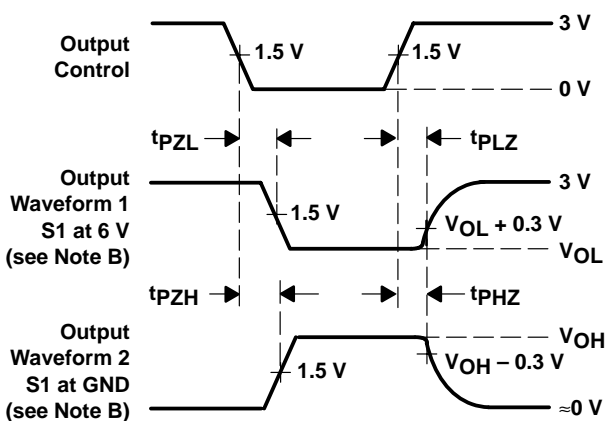 3 V
Output
Control
1.5 V
1.5 V
0 V
tPZL
tPLZ
Output
Waveform 1
S1 at 6 V
(see Note B)
3 V
1.5 V
VOL + 0.3 V
VOL
tPZH
tPHZ
Output
Waveform 2
S1 at GND
(see Note B)
VOH
1.5 V
VOH – 0.3 V
≈0 V